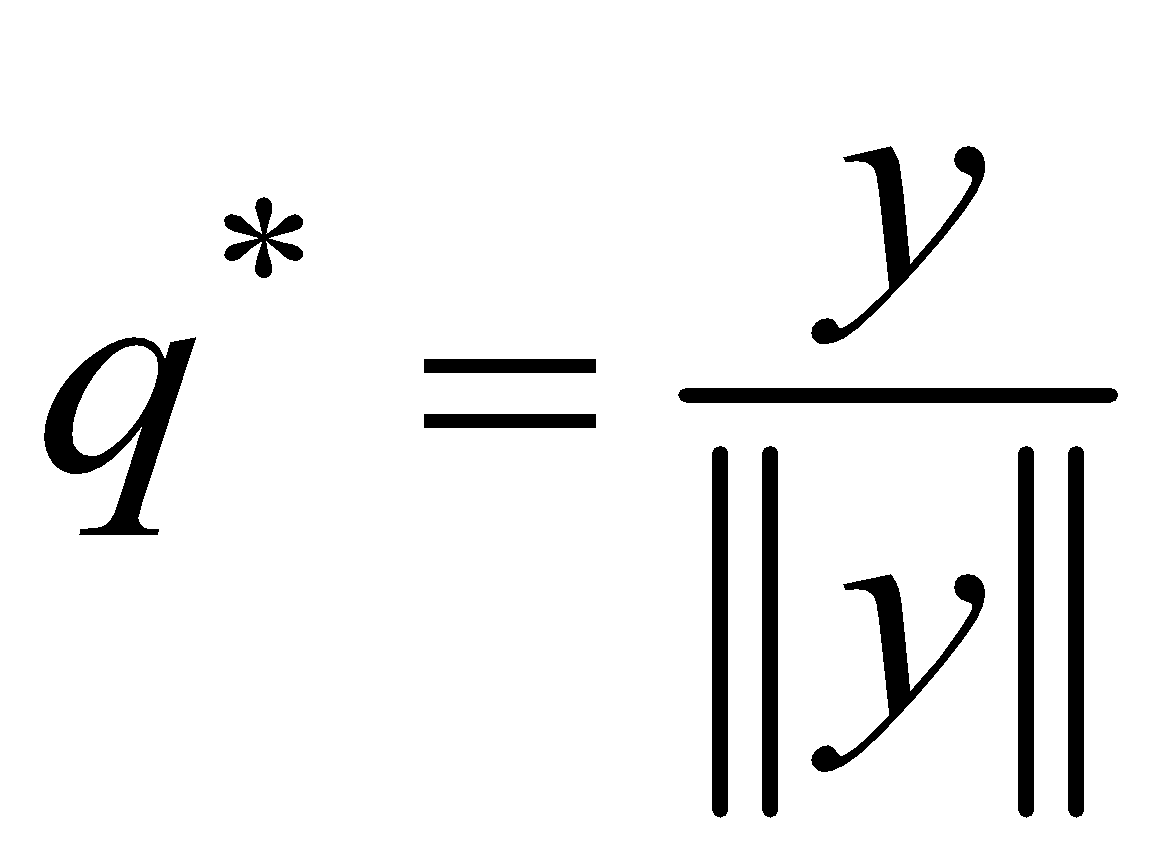 q* = y / ‖y‖